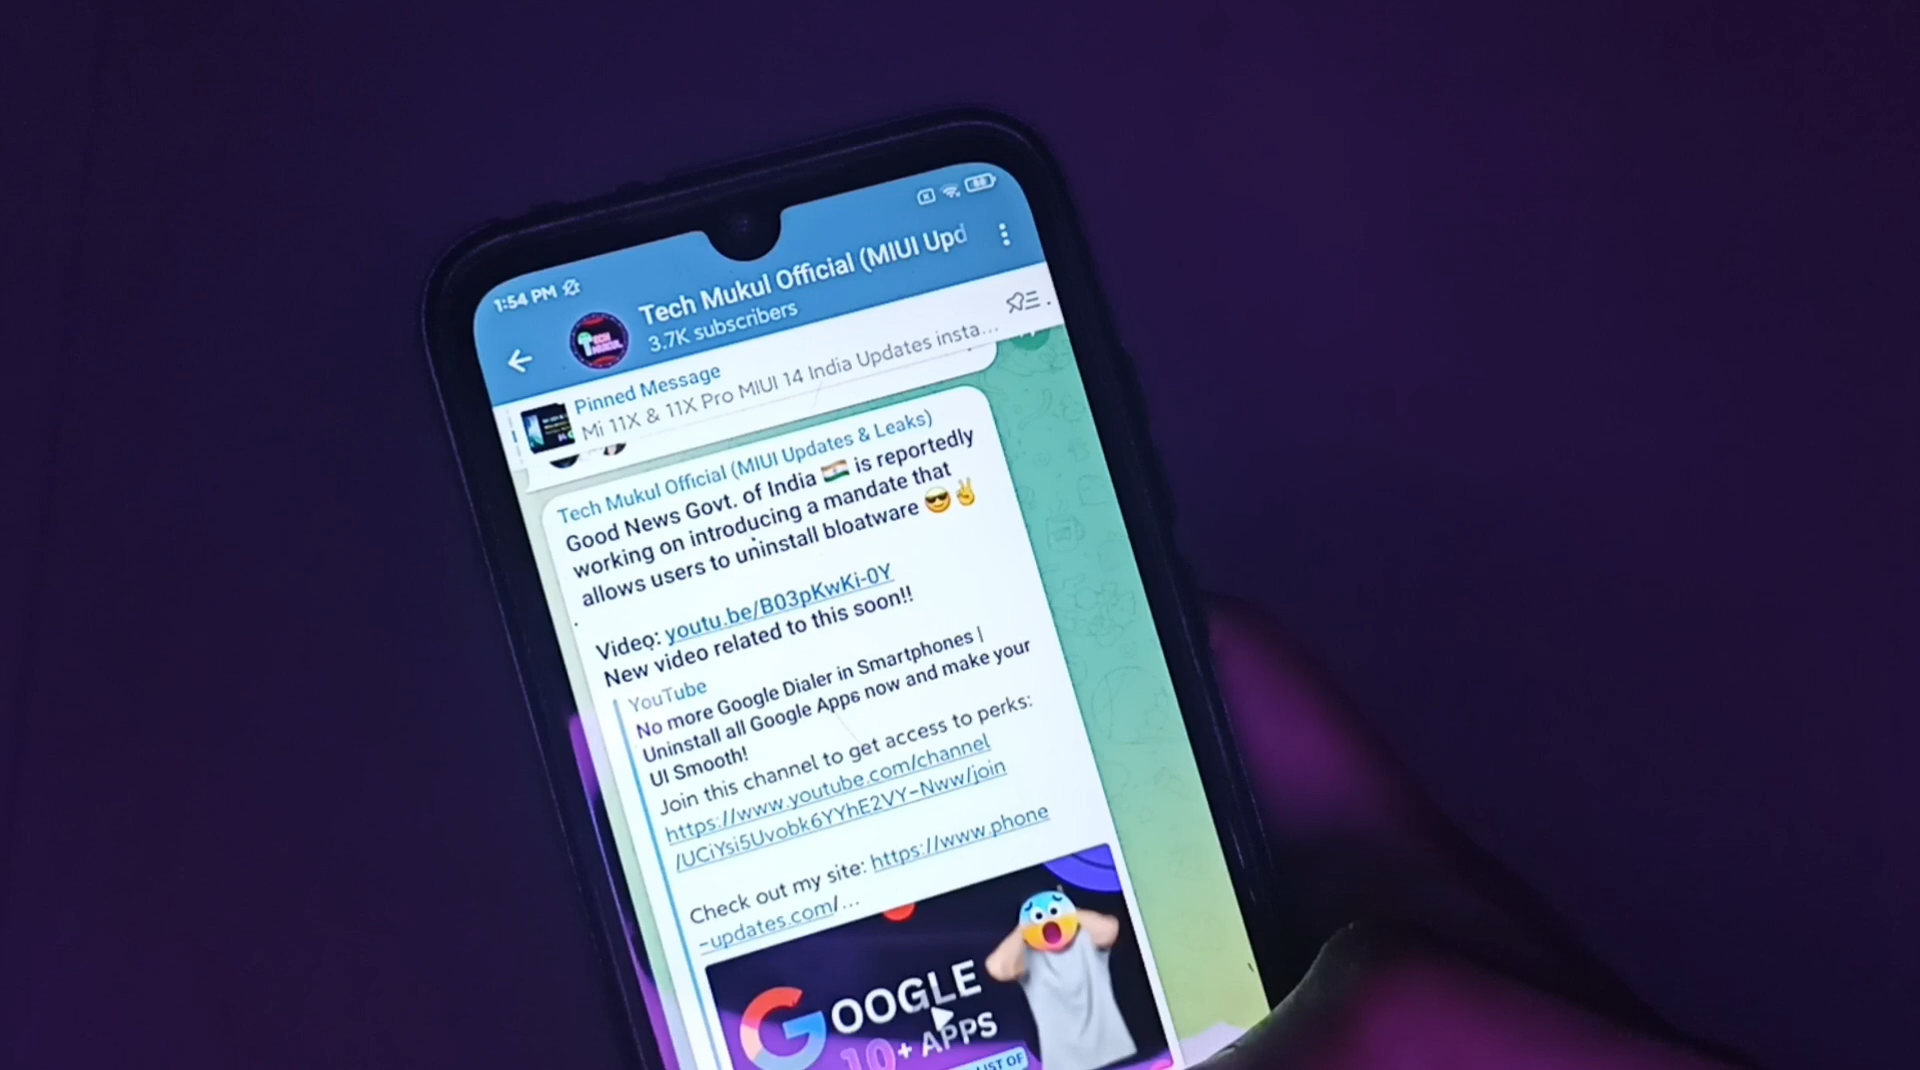 1:54 PM
88
Tech Mukul Official (MIUI Upd
3.7K subscribers
TECH
MUKUL
Pinned Message
Mi 11X & 11X Pro MIUI 14 India Updates insta...
Tech Mukul Official (MIUI Updates & Leaks)
Good News Govt. of India 🇮🇳 is reportedly
working on introducing a mandate that
allows users to uninstall bloatware 😎✌
Video: youtu.be/B03pKwKi-0Y
New video related to this soon!!
YouTube
No more Google Dialer in Smartphones |
Uninstall all Google Apps now and make your
UI Smooth!
Join this channel to get access to perks:
https://www.youtube.com/channel
/UCiYsi5Uvobk6YYhE2VY-Nww/join
Check out my site: https://www.phone
-updates.com/...
GOOGLE
10+ APPS
LIST OF